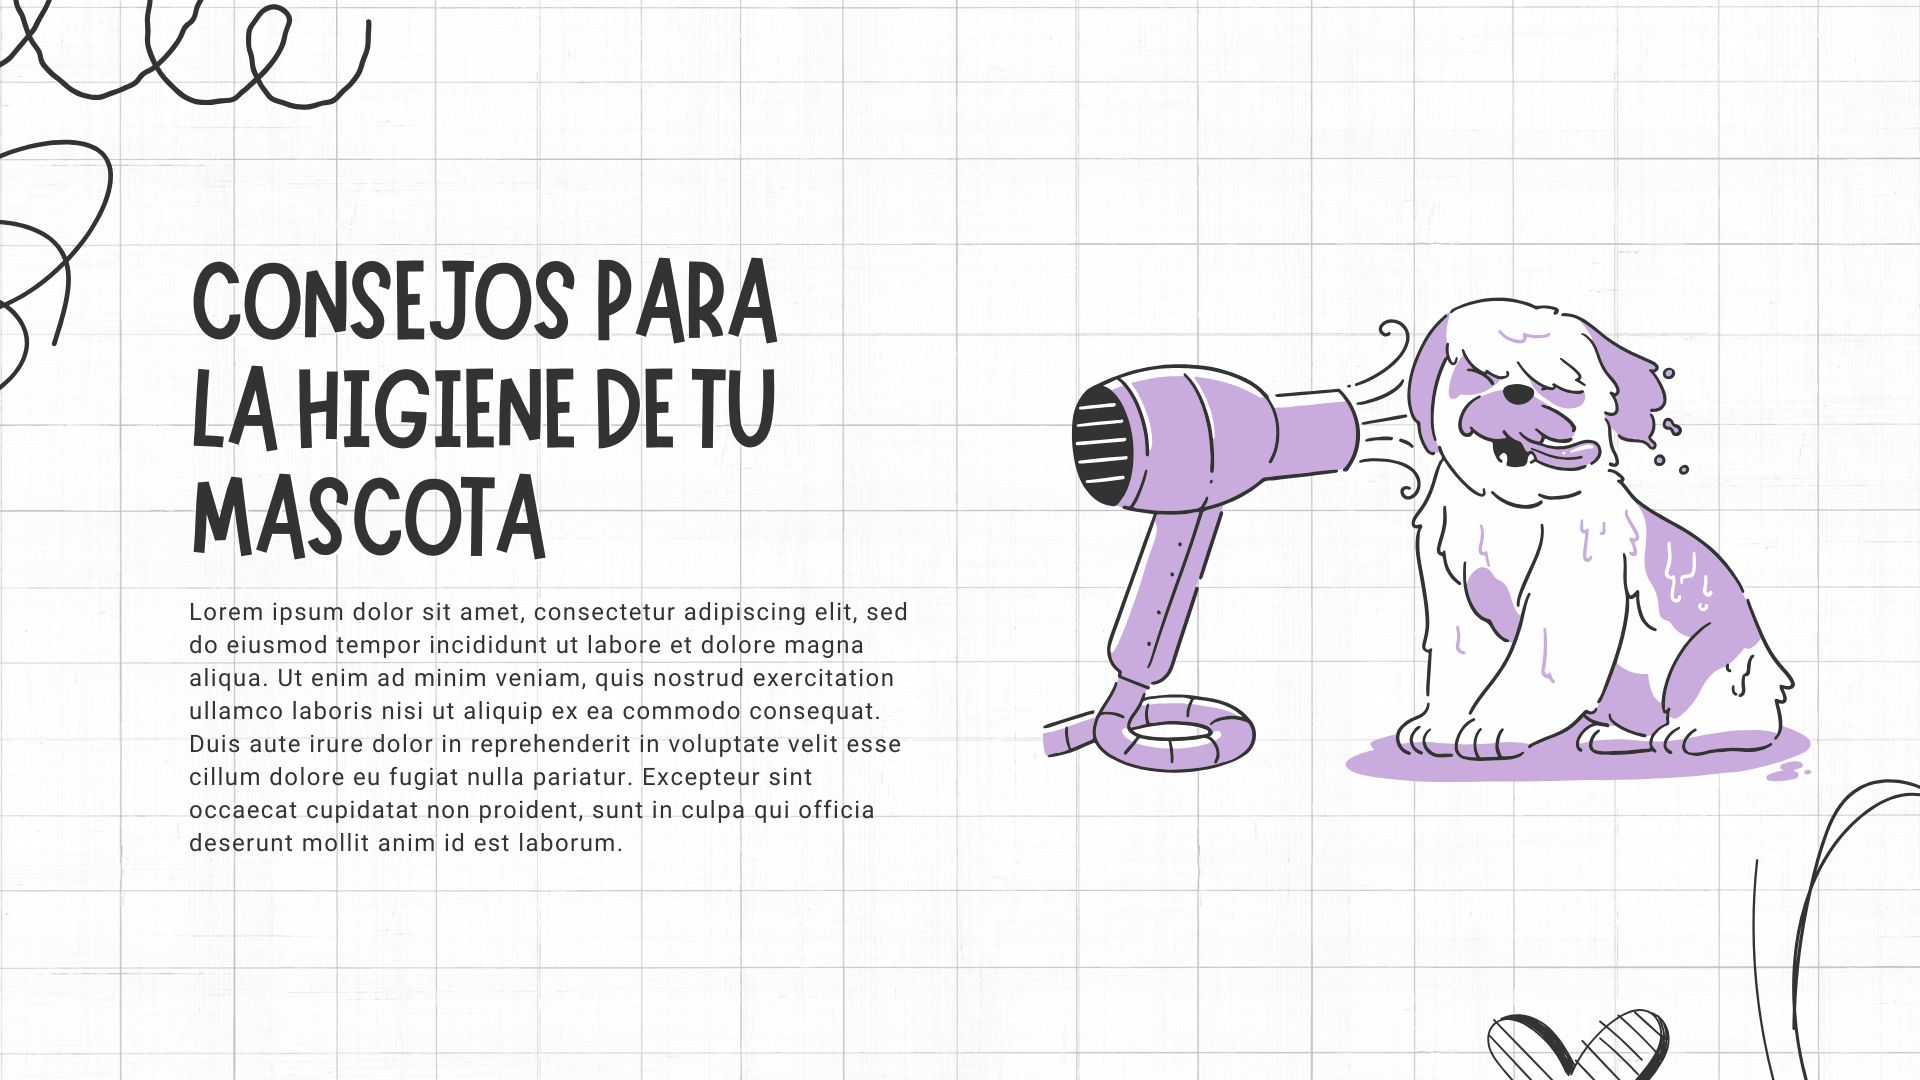 CONSEJOS PARA
LA HIGIENE DE TU
MASCOTA
Lorem ipsum dolor sit amet, consectetur adipiscing elit, sed
do eiusmod tempor incididunt ut labore et dolore magna
aliqua. Ut enim ad minim veniam, quis nostrud exercitation
ullamco laboris nisi ut aliquip ex ea commodo consequat.
Duis aute irure dolor in reprehenderit in voluptate velit esse
cillum dolore eu fugiat nulla pariatur. Excepteur sint
occaecat cupidatat non proident, sunt in culpa qui officia
deserunt mollit anim id est laborum.